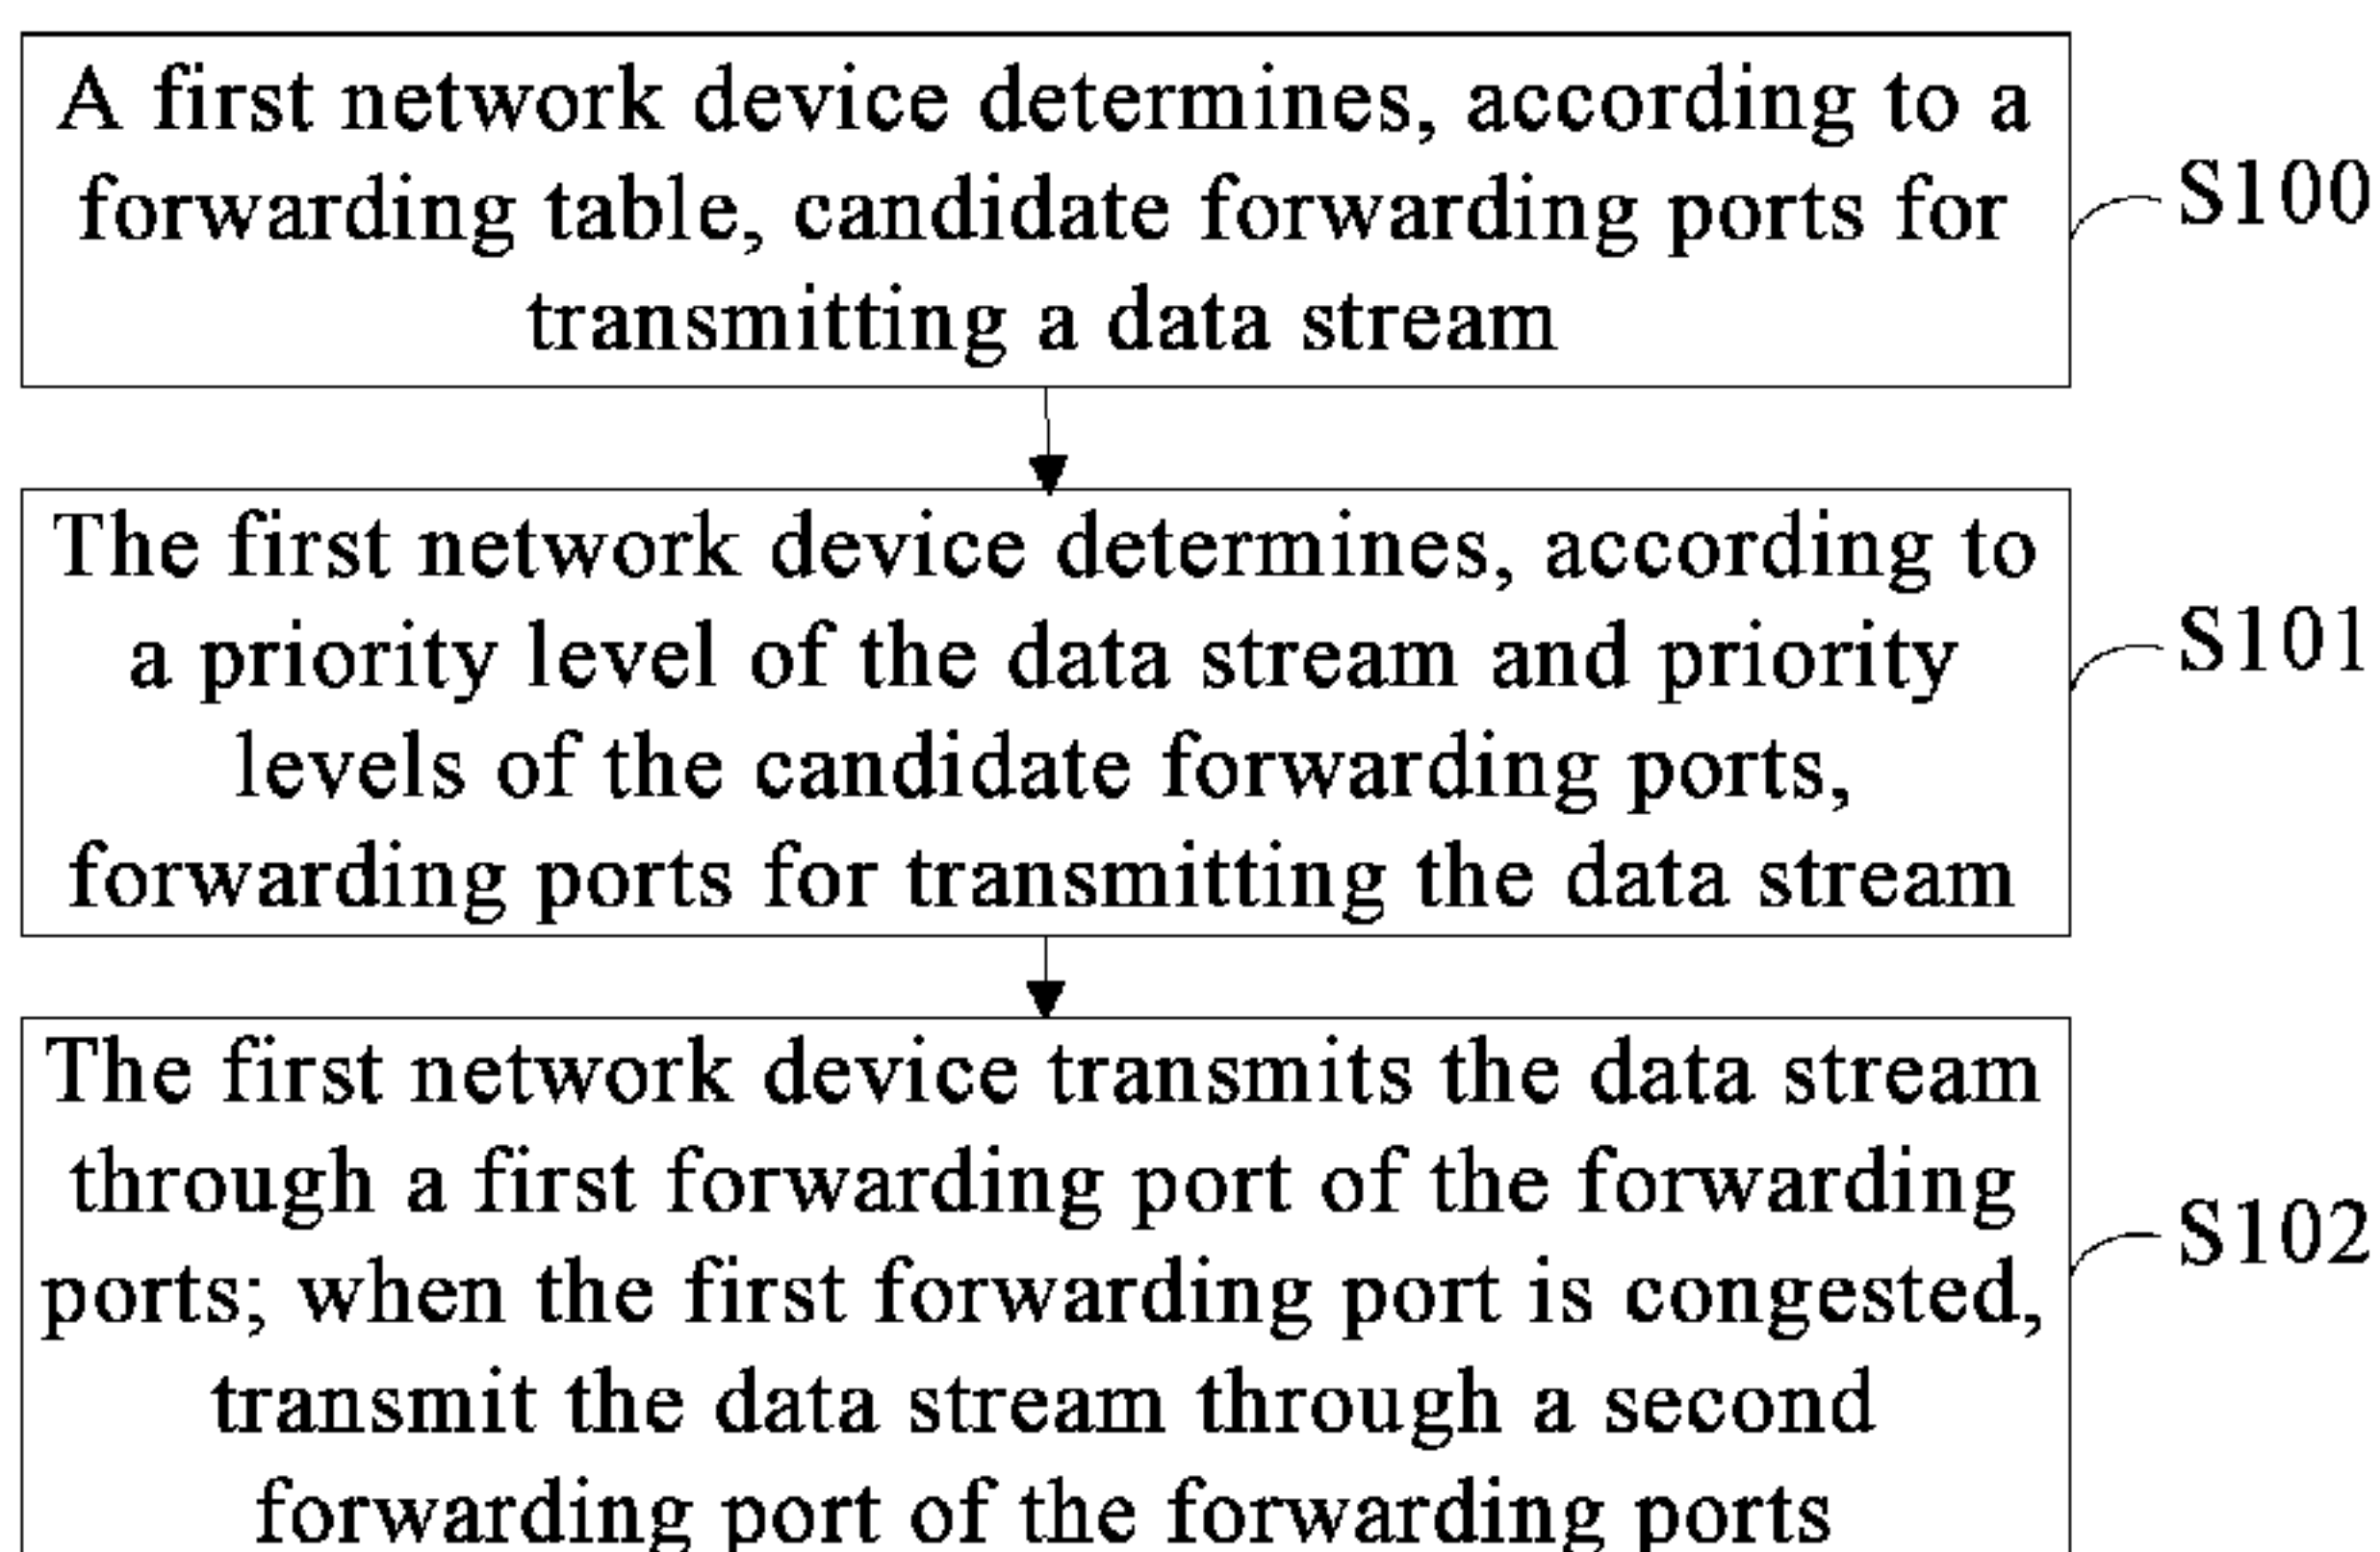 A first network device determines, according to a
forwarding table, candidate forwarding ports for
transmitting a data stream
S100
The first network device determines, according to
a priority level of the data stream and priority
levels of the candidate forwarding ports,
forwarding ports for transmitting the data stream
S101
The first network device transmits the data stream
through a first forwarding port of the forwarding
ports; when the first forwarding port is congested,
transmit the data stream through a second
forwarding port of the forwarding ports
S102